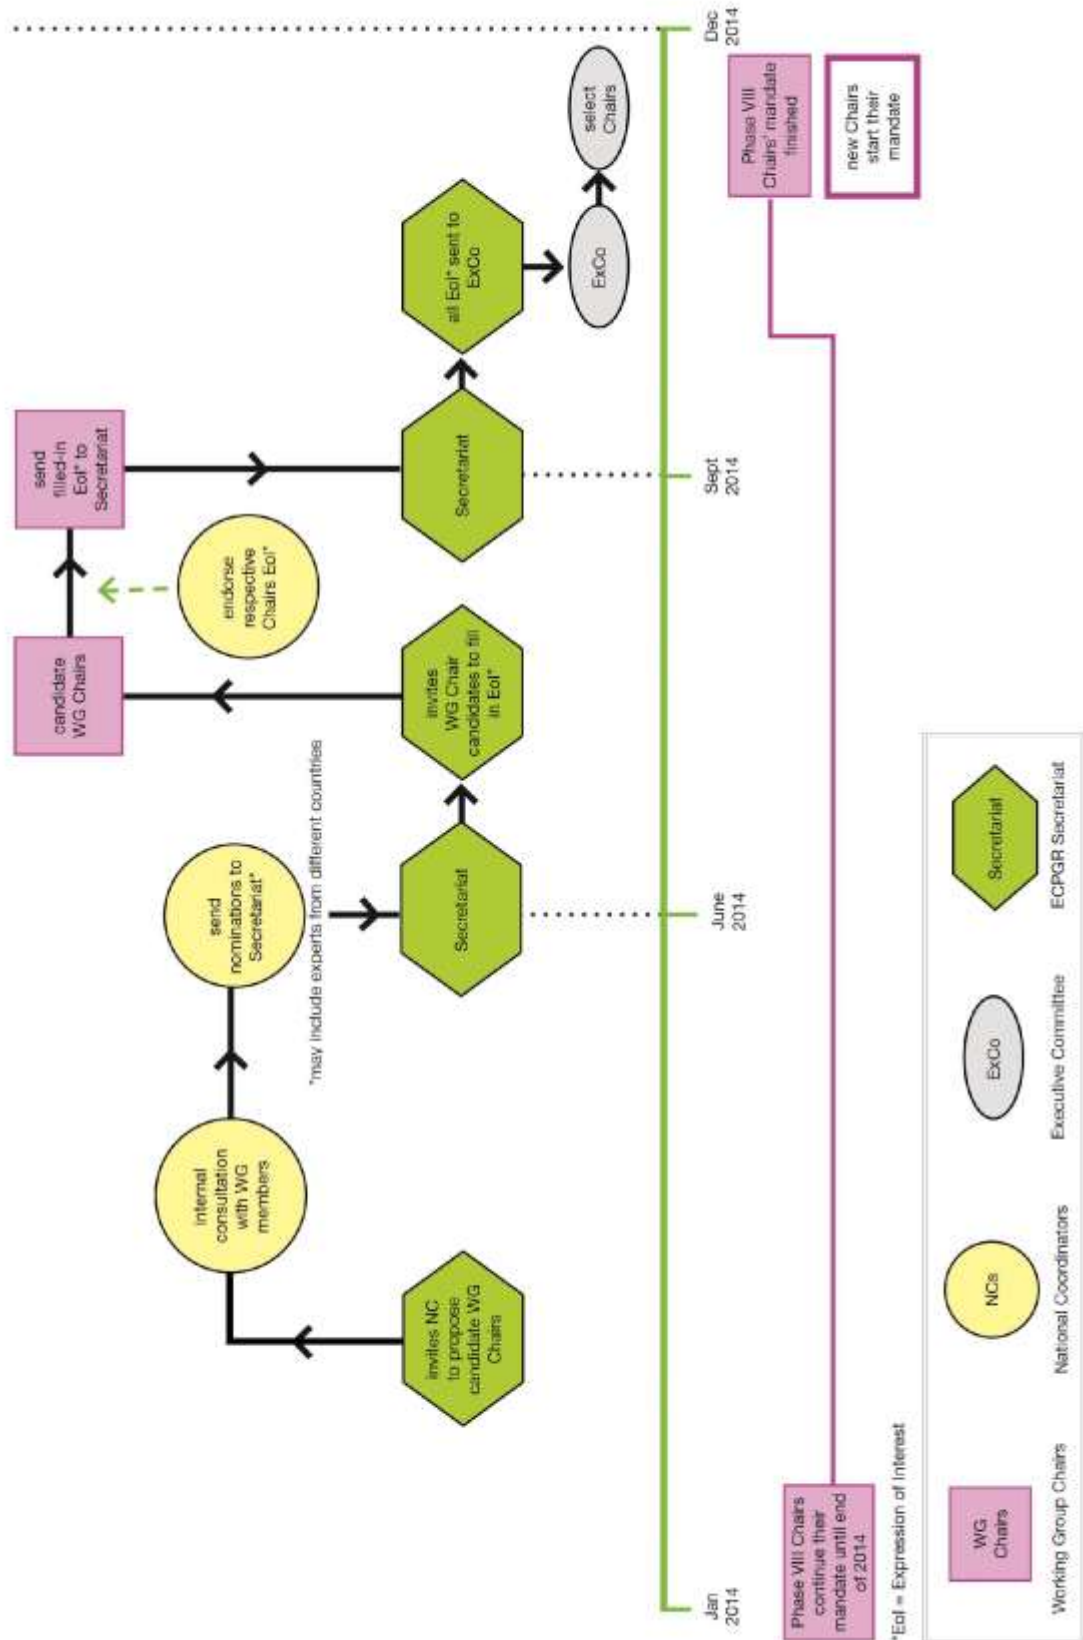 candidate
WG Chairs
send
filled-in
EoI* to
Secretariat
endorse
respective
Chairs EoI*
internal
consultation
with WG
members
send
nominations to
Secretariat*
*may include experts from different countries
invites NC
to propose
candidate WG
Chairs
Secretariat
invites
WG Chair
candidates to fill
in EoI*
Secretariat
all EoI* sent to
ExCo
ExCo
select
Chairs
Jan
2014
June
2014
Sept
2014
Dec
2014
Phase VIII Chairs
continue their
mandate until end
of 2014
Phase VIII
Chairs' mandate
finished
new Chairs
start their
mandate
*EoI = Expression of Interest
WG
Chairs
Working Group Chairs
NCs
National Coordinators
ExCo
Executive Committee
Secretariat
ECPGR Secretariat